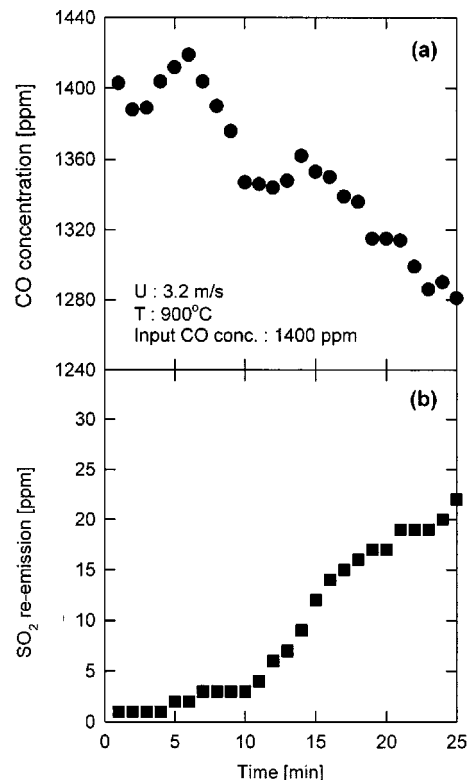 1440
(a)
1400
1360
1320
1280
1240
CO concentration [ppm]
U : 3.2 m/s
T : 900°C
Input CO conc. : 1400 ppm
(b)
30
25
20
15
10
5
0
SO₂ re-emission [ppm]
0 5 10 15 20 25
Time [min]